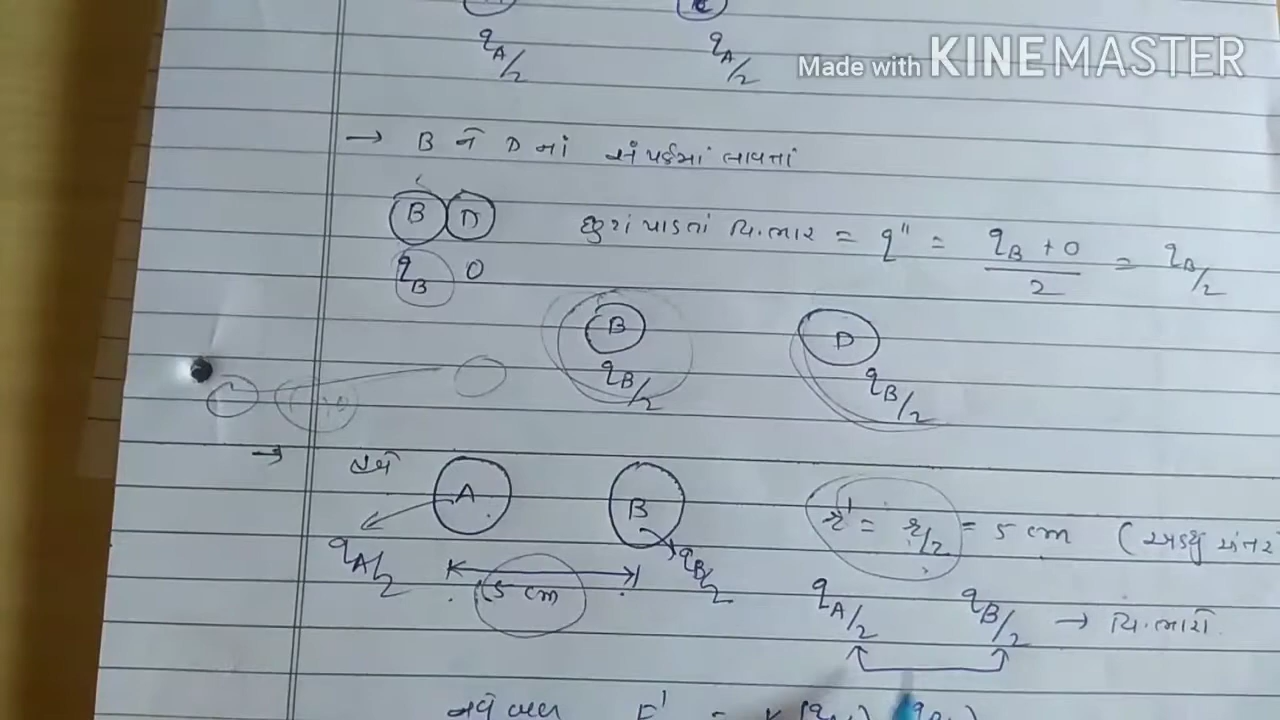 qA/2 qA/2
Made with KINEMASTER
→ B ને D નાં સંપર્કમાં લાવતાં
B D છુટાં પાડતાં વિ.ભાર = q'' = (qB + 0)/2 = qB/2
qB 0
B D
qB/2 qB/2
→ હવે A B r' = r/2 = 5 cm (અડધું અંતર
qA/2 5 cm qB/2 qA/2 qB/2 → વિ.ભારો
નવું બળ F' = K